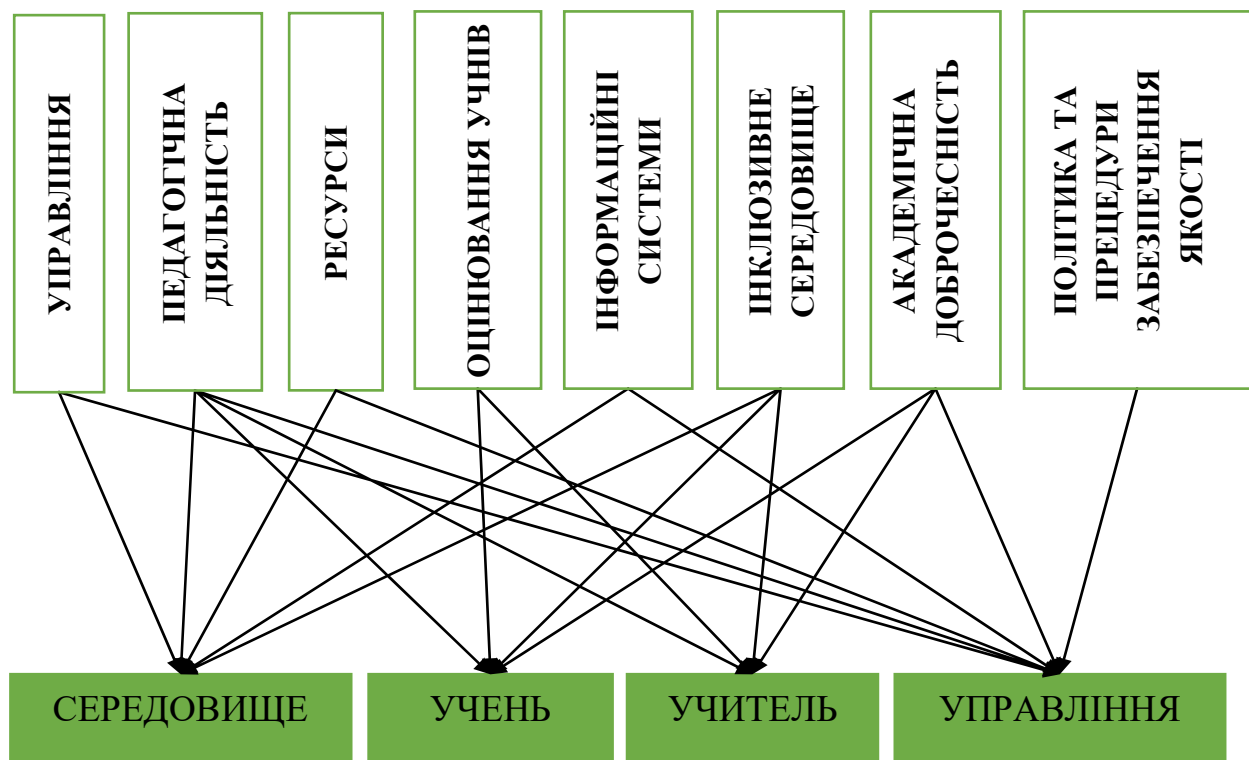 УПРАВЛІННЯ
ПЕДАГОГІЧНА
ДІЯЛЬНІСТЬ
РЕСУРСИ
ОЦІНЮВАННЯ УЧНІВ
ІНФОРМАЦІЙНІ
СИСТЕМИ
ІНКЛЮЗИВНЕ
СЕРЕДОВИЩЕ
АКАДЕМІЧНА
ДОБРОЧЕСНІСТЬ
ПОЛІТИКА ТА
ПРЕЦЕДУРИ
ЗАБЕЗПЕЧЕННЯ
ЯКОСТІ
СЕРЕДОВИЩЕ
УЧЕНЬ
УЧИТЕЛЬ
УПРАВЛІННЯ